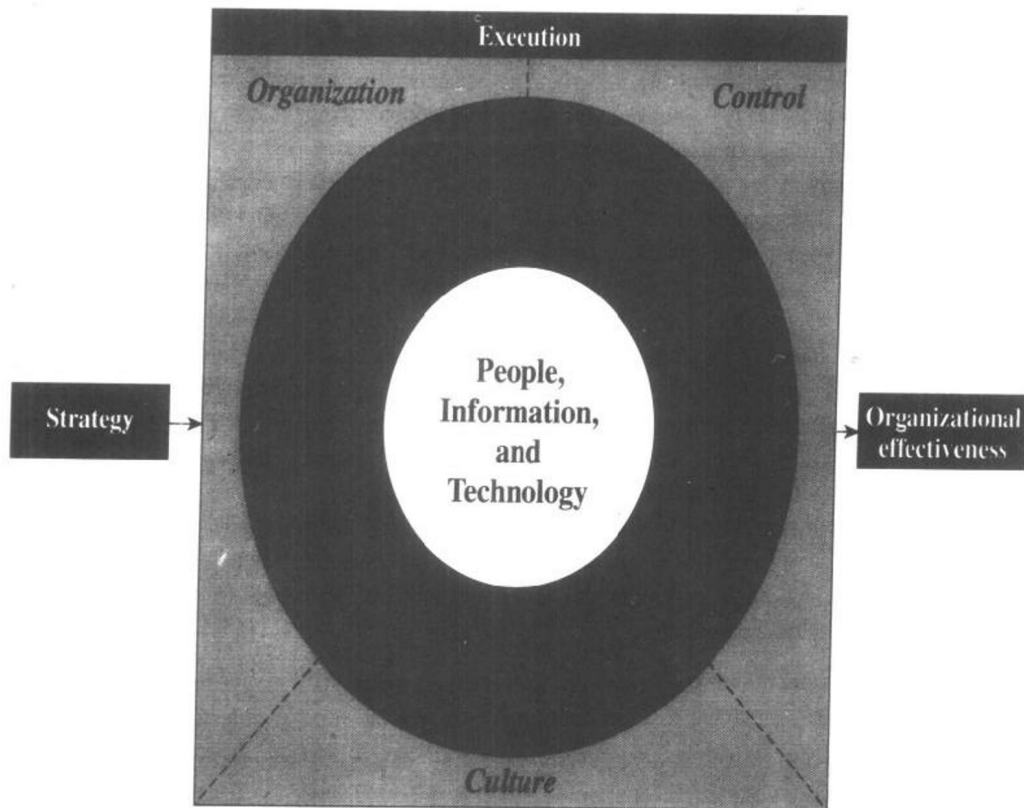 Execution
Organization
Control
People,
Information,
and
Technology
Strategy
Organizational
effectiveness
Culture